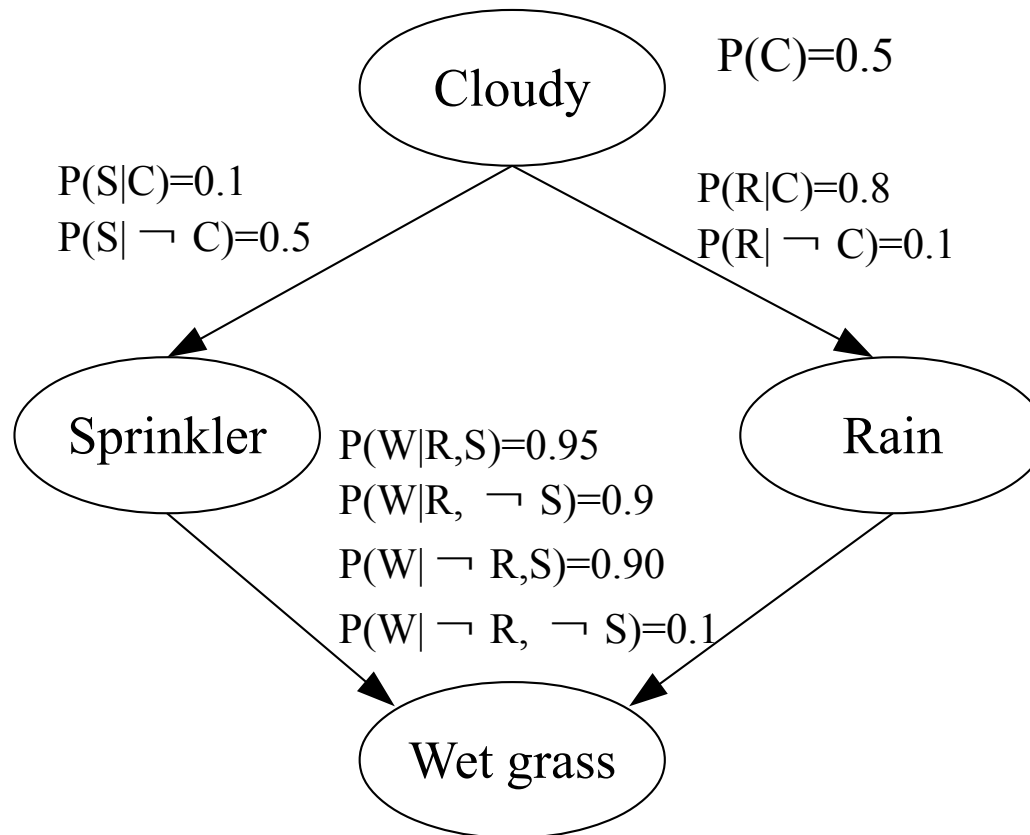 Cloudy
P(C)=0.5
P(S|C)=0.1
P(S| ¬ C)=0.5
P(R|C)=0.8
P(R| ¬ C)=0.1
Sprinkler
P(W|R,S)=0.95
P(W|R, ¬ S)=0.9
P(W| ¬ R,S)=0.90
P(W| ¬ R, ¬ S)=0.1
Rain
Wet grass